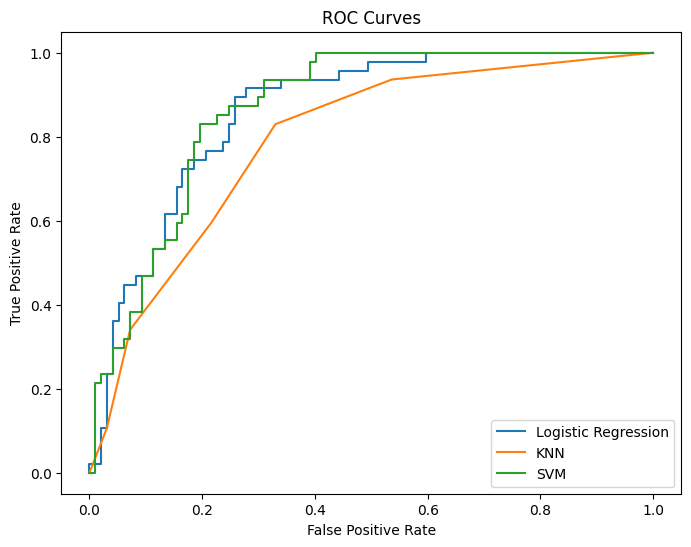 ROC Curves
True Positive Rate
1.0
0.8
0.6
0.4
0.2
0.0
Logistic Regression
KNN
SVM
0.0 0.2 0.4 0.6 0.8 1.0
False Positive Rate